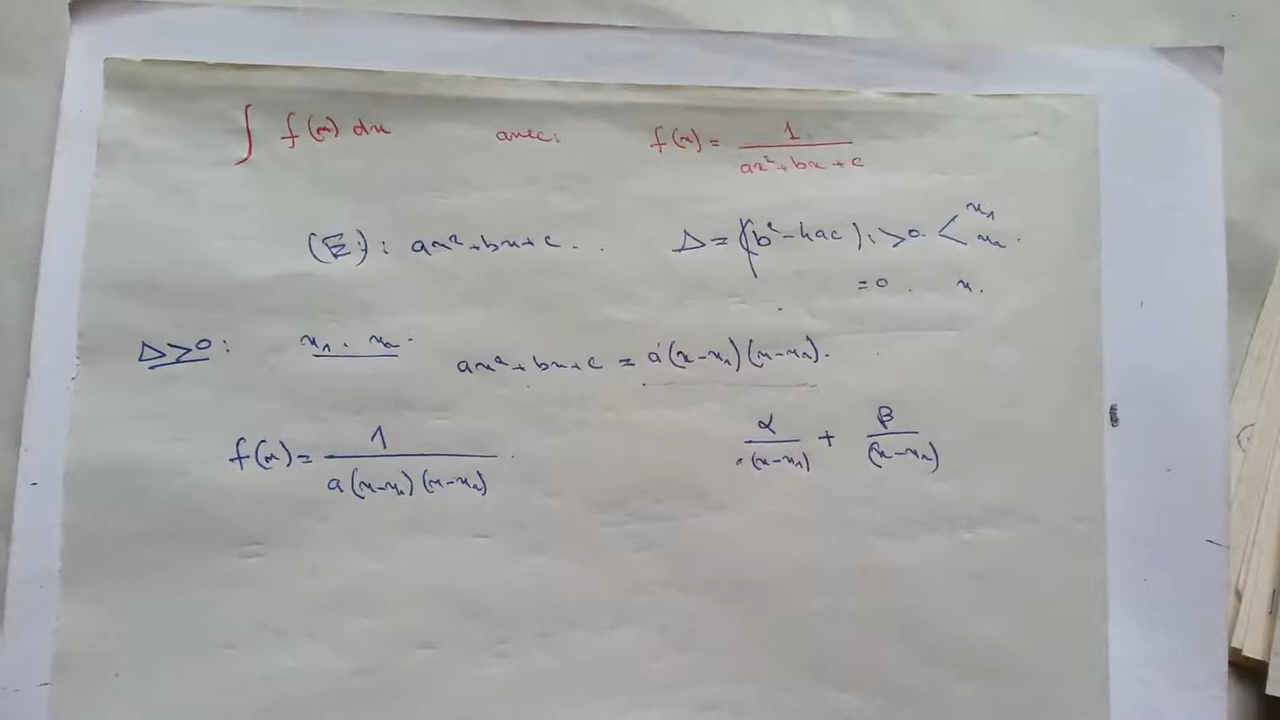 ∫ f(x) dx avec: f(x) = 1 / (ax²+bx+c)
(E): ax²+bx+c. Δ = (b²-4ac): >0 < x₁ x₂.
=0. x.
Δ>0: x₁. x₂. ax²+bx+c = a(x-x₁)(x-x₂).
f(x) = 1 / (a(x-x₁)(x-x₂)) α / (a(x-x₁)) + β / (x-x₂)